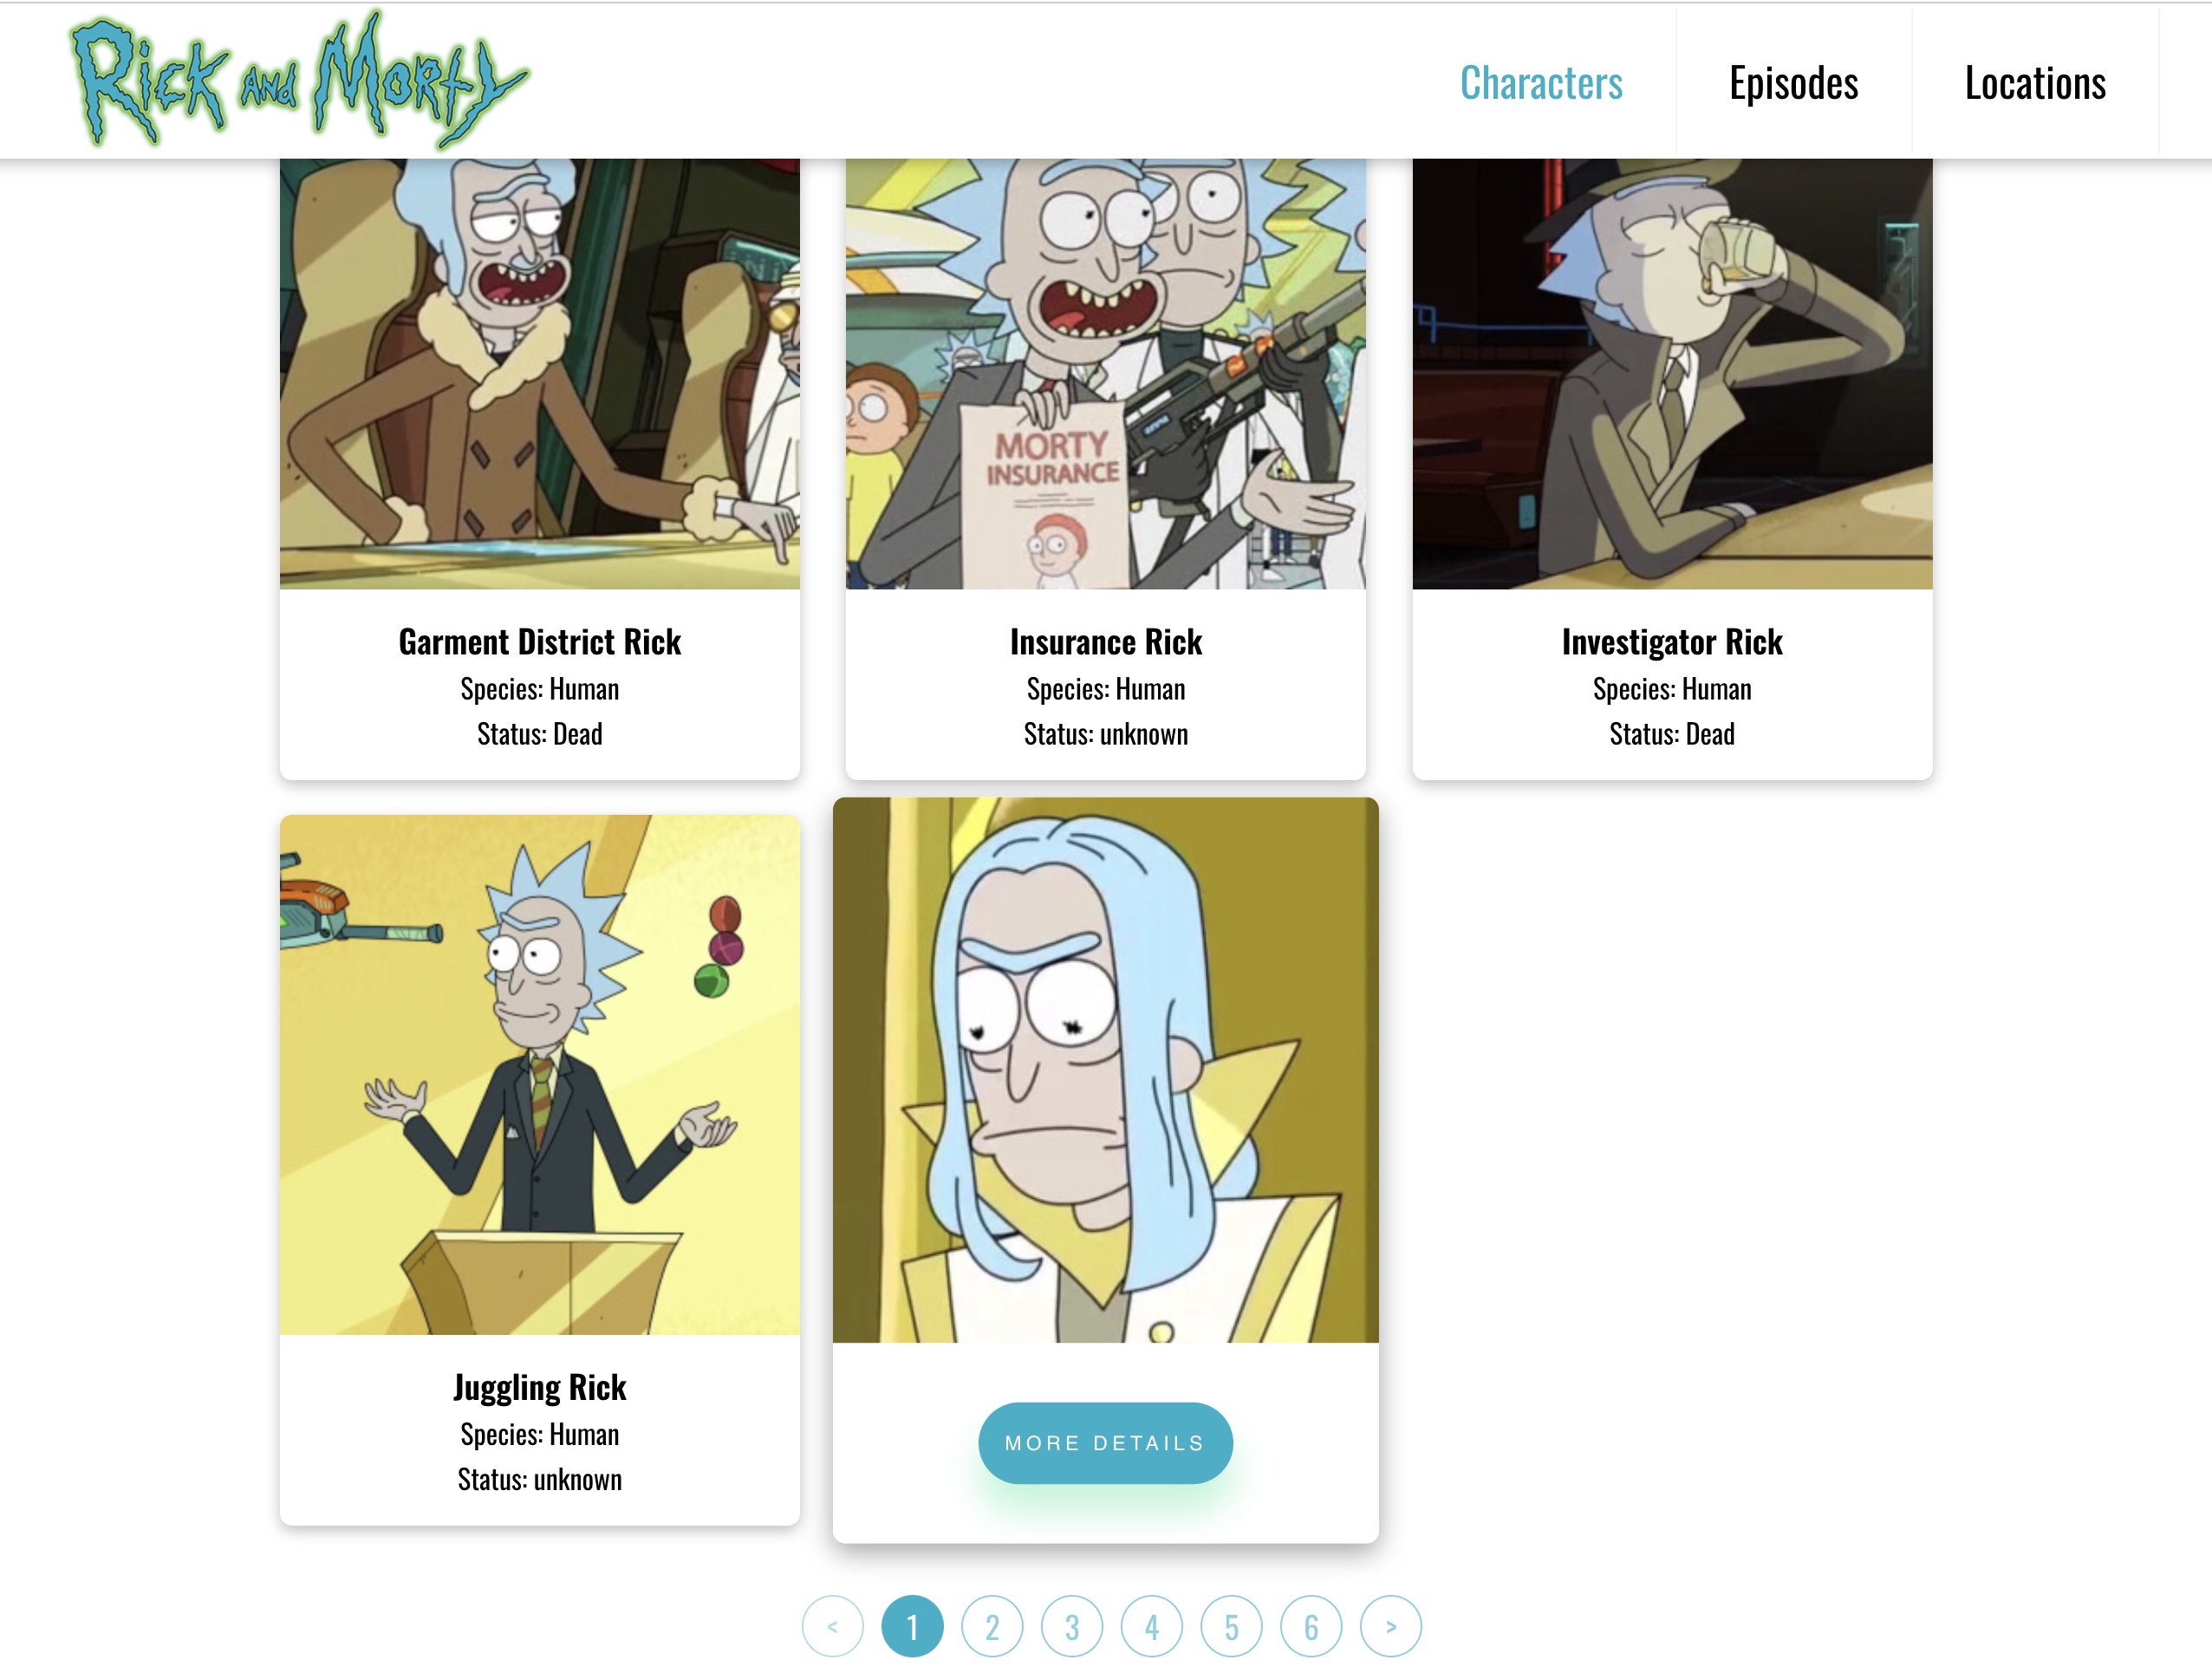 Rick and Morty
Characters
Episodes
Locations
MORTY
INSURANCE
Garment District Rick
Species: Human
Status: Dead
Insurance Rick
Species: Human
Status: unknown
Investigator Rick
Species: Human
Status: Dead
Juggling Rick
Species: Human
Status: unknown
MORE DETAILS
< 1 2 3 4 5 6 >